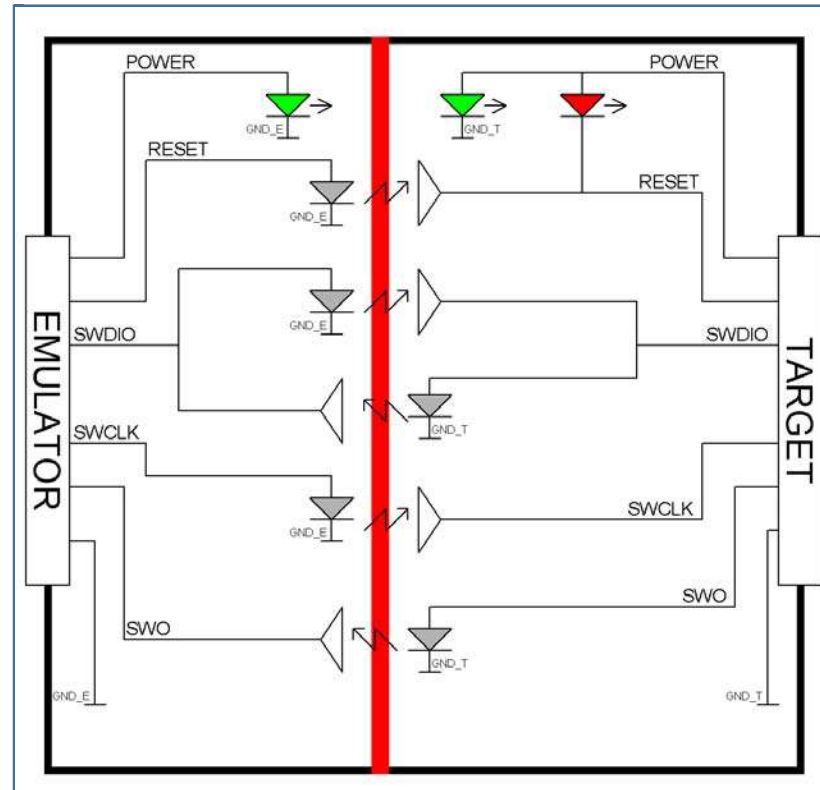 POWER
POWER
GND_E
GND_T
RESET
RESET
GND_E
EMULATOR
TARGET
SWDIO
GND_E
SWDIO
GND_T
SWCLK
GND_E
SWCLK
SWO
SWO
GND_T
GND_E
GND_T